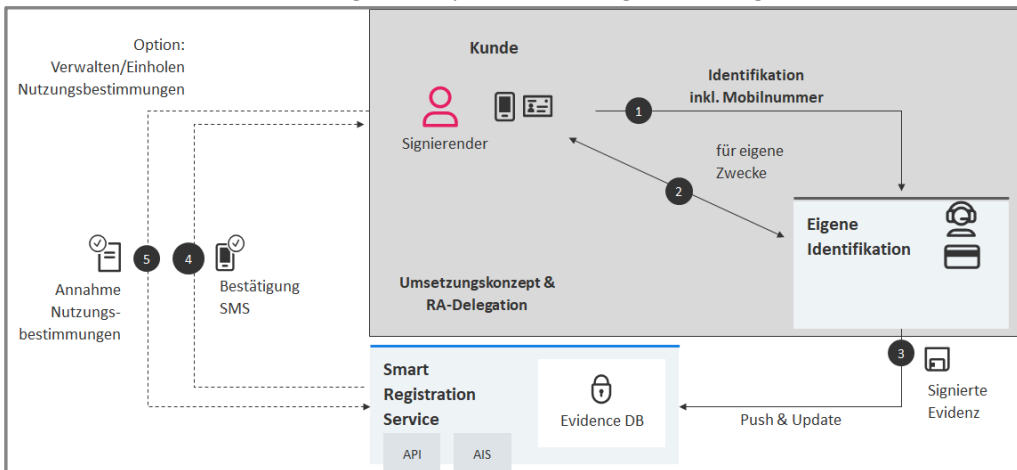 Option:
Verwalten/Einholen
Nutzungsbestimmungen
Kunde
Identifikation
inkl. Mobilnummer
1
Signierender
für eigene
Zwecke
2
Eigene
Identifikation
Annahme
Nutzungs-
bestimmungen
5
4
Bestätigung
SMS
Umsetzungskonzept &
RA-Delegation
3
Signierte
Evidenz
Push & Update
Smart
Registration
Service
Evidence DB
API
AIS